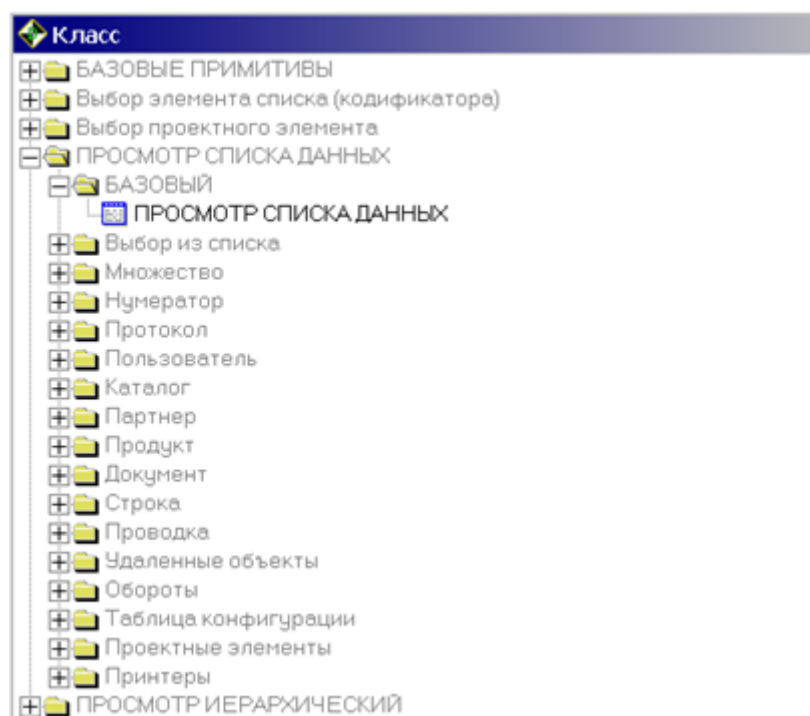 Класс
БАЗОВЫЕ ПРИМИТИВЫ
Выбор элемента списка (кодификатора)
Выбор проектного элемента
ПРОСМОТР СПИСКА ДАННЫХ
БАЗОВЫЙ
ПРОСМОТР СПИСКА ДАННЫХ
Выбор из списка
Множество
Нумератор
Протокол
Пользователь
Каталог
Партнер
Продукт
Документ
Строка
Проводка
Удаленные объекты
Обороты
Таблица конфигурации
Проектные элементы
Принтеры
ПРОСМОТР ИЕРАРХИЧЕСКИЙ